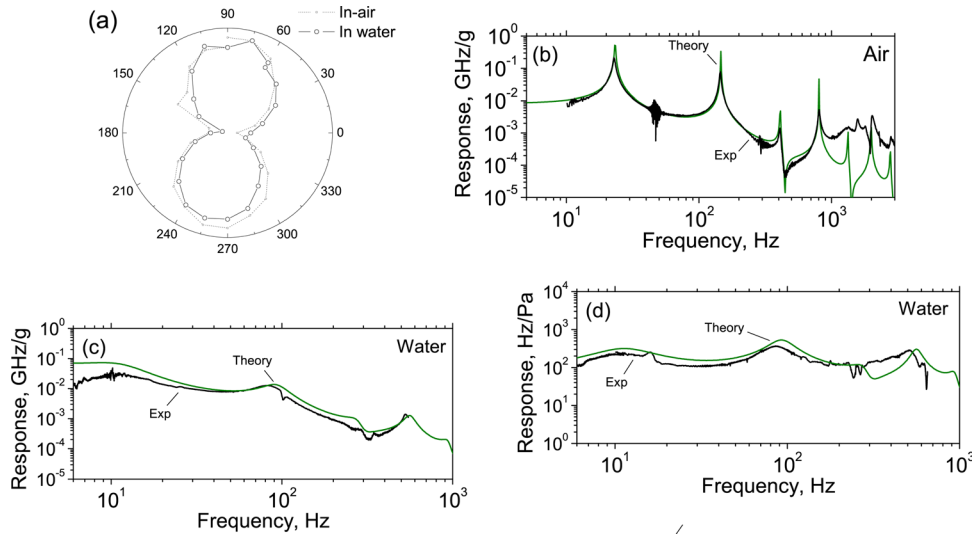 (a)
In-air
In water
90
60
30
0
330
300
270
240
210
180
150
120
(b)
Air
Theory
Exp
Response, GHz/g
10^0
10^-1
10^-2
10^-3
10^-4
10^-5
10^1
10^2
10^3
Frequency, Hz
(c)
Water
Theory
Exp
Response, GHz/g
10^0
10^-1
10^-2
10^-3
10^-4
10^-5
10^1
10^2
10^3
Frequency, Hz
(d)
Water
Theory
Exp
Response, Hz/Pa
10^4
10^3
10^2
10^1
10^0
10^1
10^2
10^3
Frequency, Hz